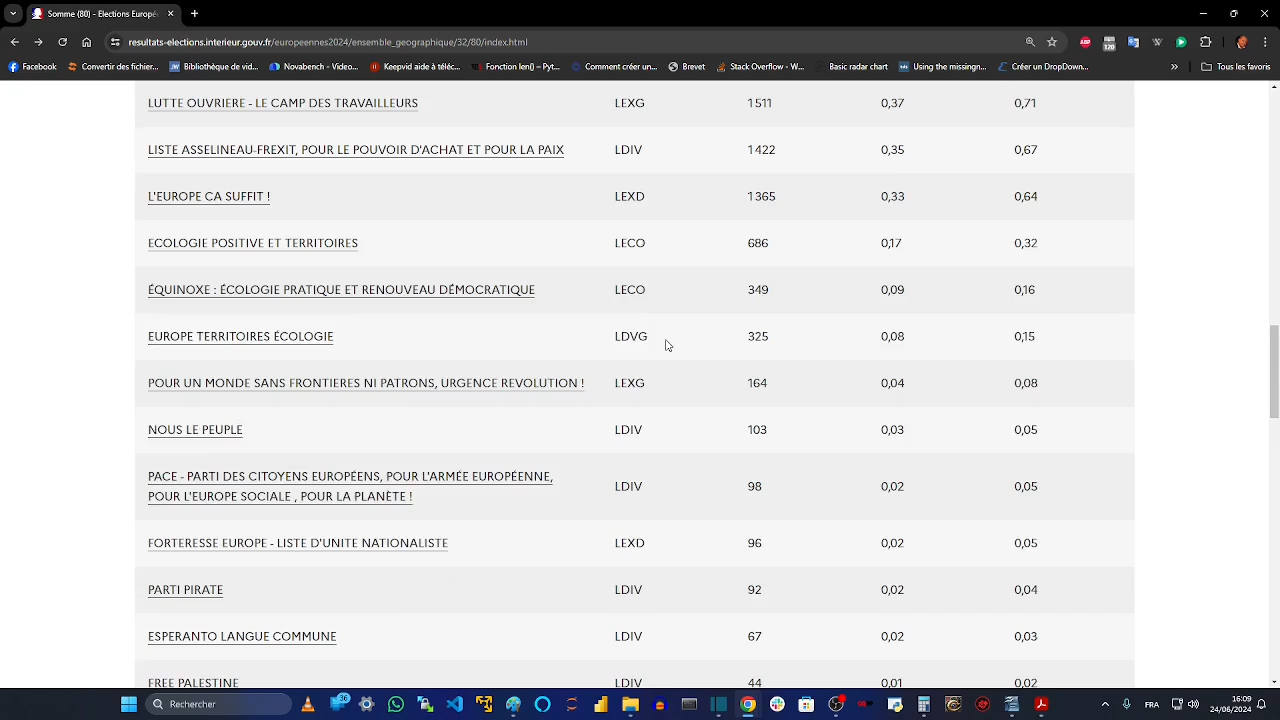 Somme (80) - Elections Europé
resultats-elections.interieur.gouv.fr/europeennes2024/ensemble_geographique/32/80/index.html
Facebook
Convertir des fichier...
Bibliothèque de vid...
Novabench - Video...
Keepvid aide à téléc...
Fonction len() — Pyt...
Comment créer un...
Brevet
Stack Overflow - W...
Basic radar chart
Using the missingn...
Créer un DropDown...
»
Tous les favoris
LUTTE OUVRIERE - LE CAMP DES TRAVAILLEURS LEXG 1 511 0,37 0,71
LISTE ASSELINEAU-FREXIT, POUR LE POUVOIR D'ACHAT ET POUR LA PAIX LDIV 1 422 0,35 0,67
L'EUROPE CA SUFFIT ! LEXD 1 365 0,33 0,64
ECOLOGIE POSITIVE ET TERRITOIRES LECO 686 0,17 0,32
ÉQUINOXE : ÉCOLOGIE PRATIQUE ET RENOUVEAU DÉMOCRATIQUE LECO 349 0,09 0,16
EUROPE TERRITOIRES ÉCOLOGIE LDVG 325 0,08 0,15
POUR UN MONDE SANS FRONTIERES NI PATRONS, URGENCE REVOLUTION ! LEXG 164 0,04 0,08
NOUS LE PEUPLE LDIV 103 0,03 0,05
PACE - PARTI DES CITOYENS EUROPÉENS, POUR L'ARMÉE EUROPÉENNE,
POUR L'EUROPE SOCIALE , POUR LA PLANÈTE ! LDIV 98 0,02 0,05
FORTERESSE EUROPE - LISTE D'UNITE NATIONALISTE LEXD 96 0,02 0,05
PARTI PIRATE LDIV 92 0,02 0,04
ESPERANTO LANGUE COMMUNE LDIV 67 0,02 0,03
FREE PALESTINE LDIV 44 0,01 0,02
Rechercher
36
FRA
16:09
24/06/2024